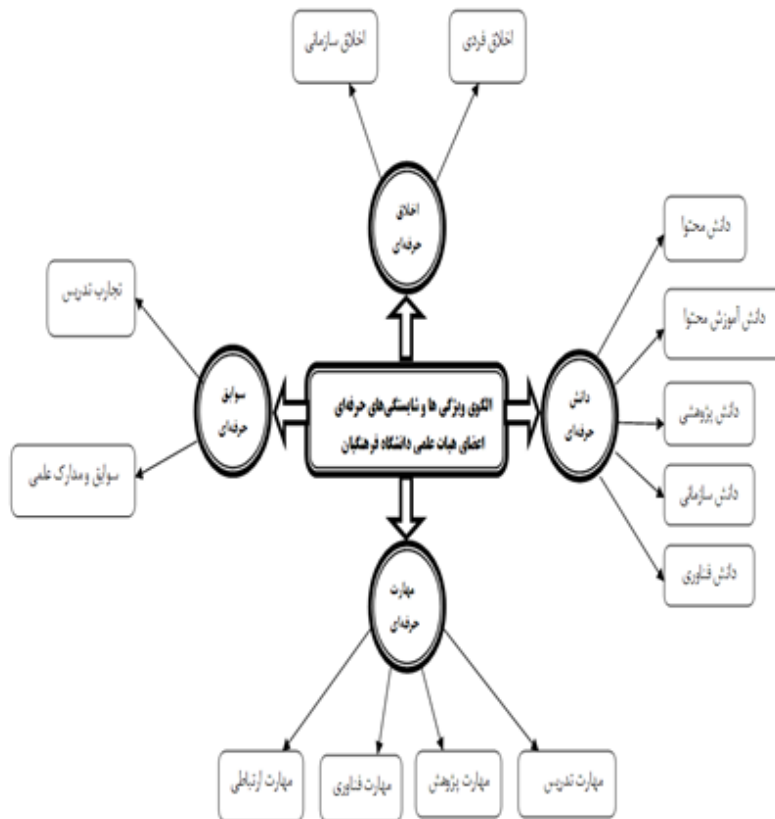 اخلاق فردی
اخلاق سازمانی
اخلاق
حرفه‌ای
دانش محتوا
دانش آموزش محتوا
دانش پژوهشی
دانش سازمانی
دانش فناوری
دانش
حرفه‌ای
الگوی ویژگی ها و شایستگی‌های حرفه‌ای
اعضای هیات علمی دانشگاه فرهنگیان
سوابق
حرفه‌ای
تجارب تدریس
سوابق و مدارک علمی
مهارت
حرفه‌ای
مهارت تدریس
مهارت پژوهش
مهارت فناوری
مهارت ارتباطی